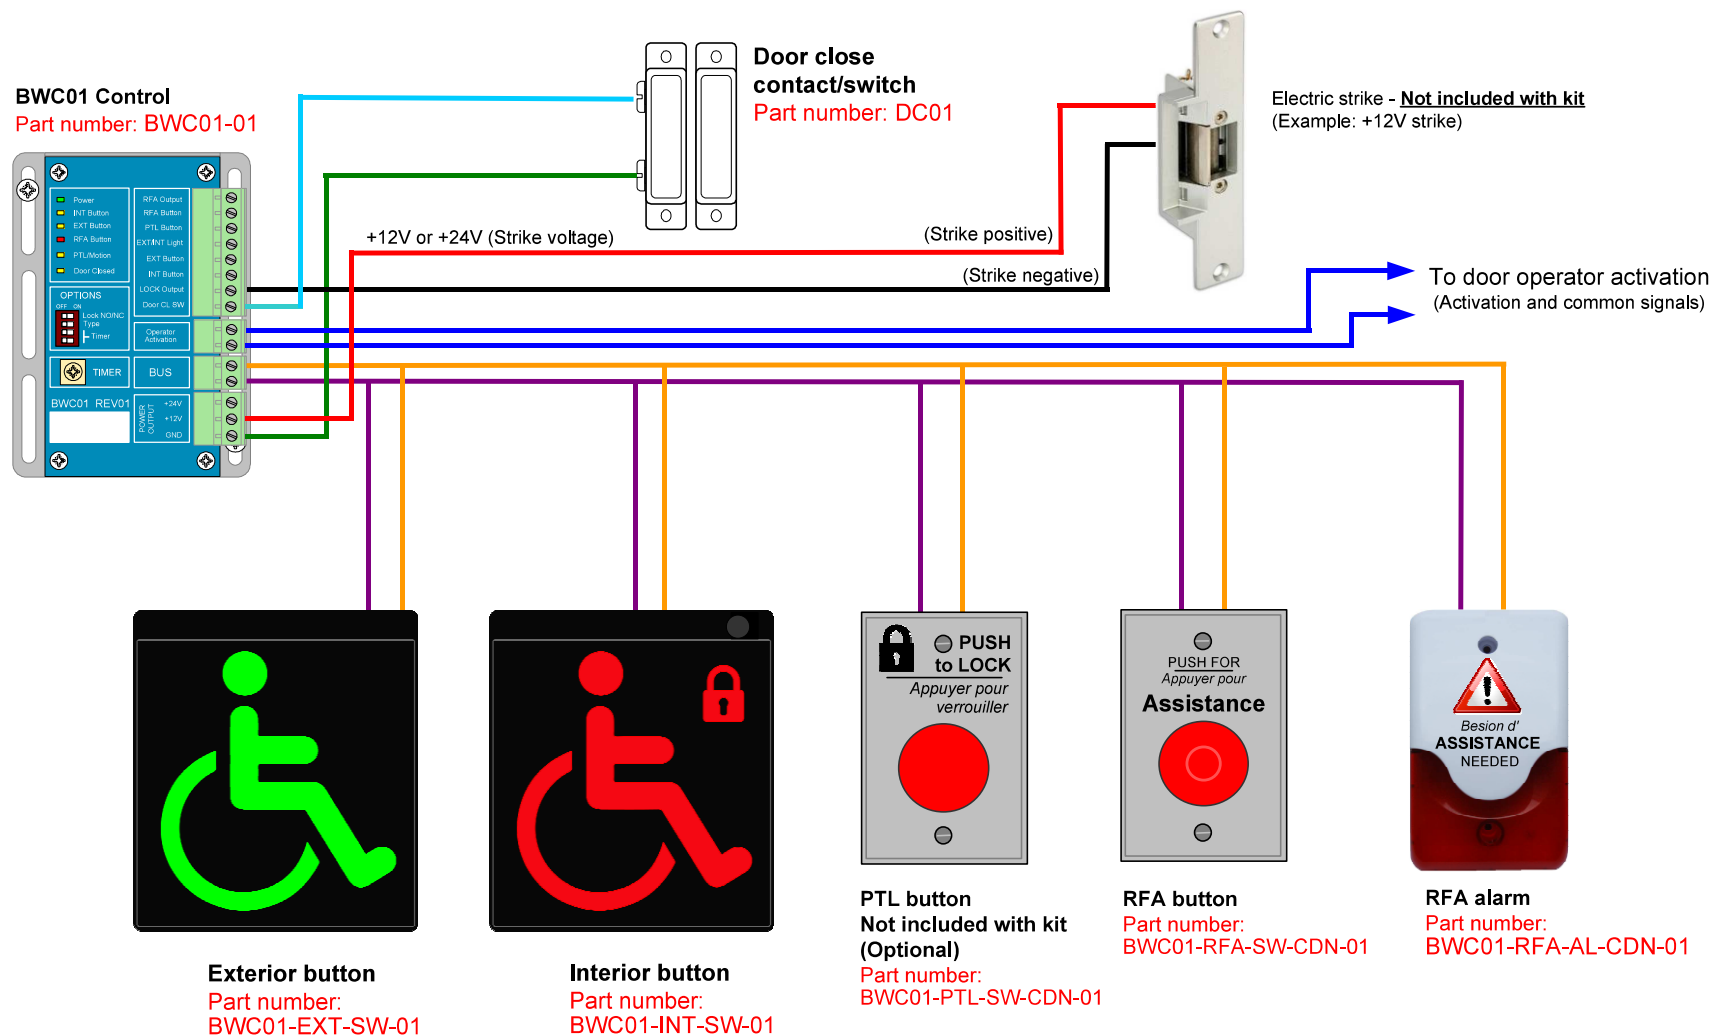 BWC01 Control
Part number: BWC01-01
Power
INT Button
EXT Button
RFA Button
PTL/Motion
Door Closed
OPTIONS
OFF ON
Lock NO/NC
Type
Timer
TIMER
BWC01 REV01
RFA Output
RFA Button
PTL Button
EXT/INT Light
EXT Button
INT Button
LOCK Output
Door CL SW
Operator
Activation
BUS
POWER
OUTPUT
+24V
+12V
GND
Door close
contact/switch
Part number: DC01
Electric strike - Not included with kit
(Example: +12V strike)
+12V or +24V (Strike voltage)
(Strike positive)
(Strike negative)
To door operator activation
(Activation and common signals)
PUSH
to LOCK
Appuyer pour
verrouiller
PUSH FOR
Appuyer pour
Assistance
Besion d'
ASSISTANCE
NEEDED
Exterior button
Part number:
BWC01-EXT-SW-01
Interior button
Part number:
BWC01-INT-SW-01
PTL button
Not included with kit
(Optional)
Part number:
BWC01-PTL-SW-CDN-01
RFA button
Part number:
BWC01-RFA-SW-CDN-01
RFA alarm
Part number:
BWC01-RFA-AL-CDN-01